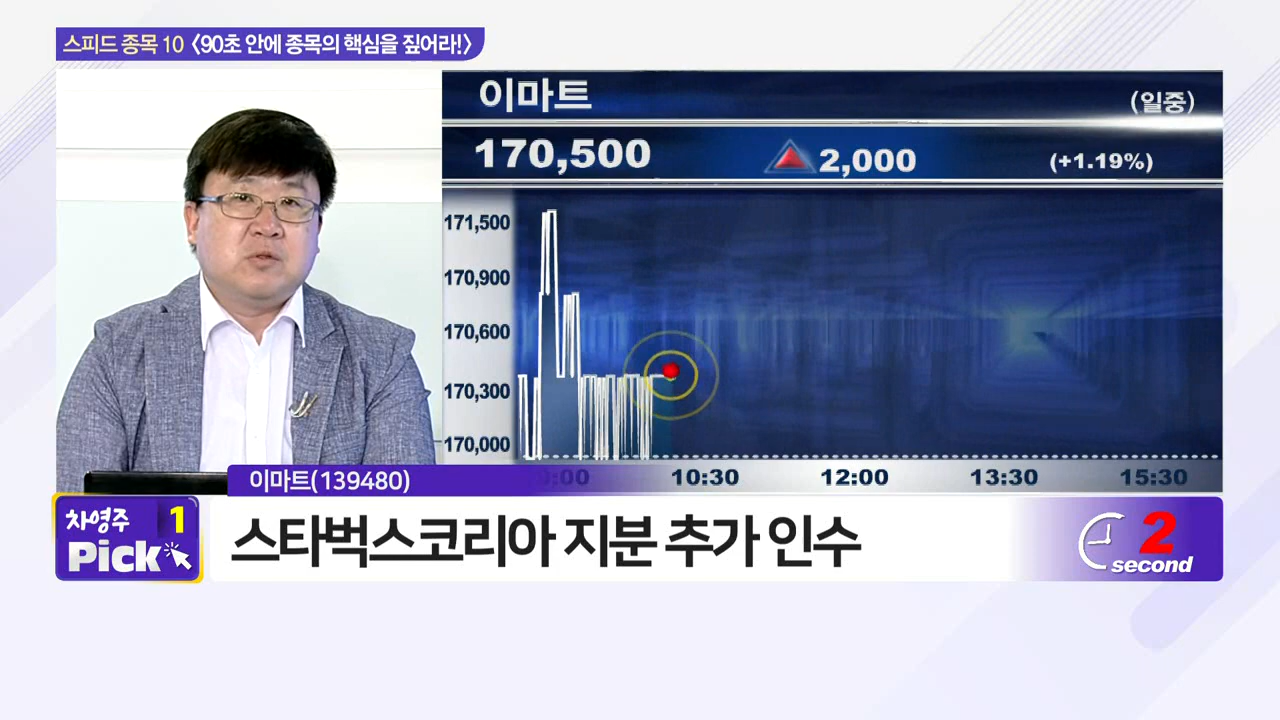 스피드 종목 10 <90초 안에 종목의 핵심을 짚어라!>
이마트
(일중)
170,500 ▲ 2,000 (+1.19%)
171,500
170,900
170,600
170,300
170,000
10:30 12:00 13:30 15:30
이마트(139480)
차영주 1
Pick
스타벅스코리아 지분 추가 인수
2
second